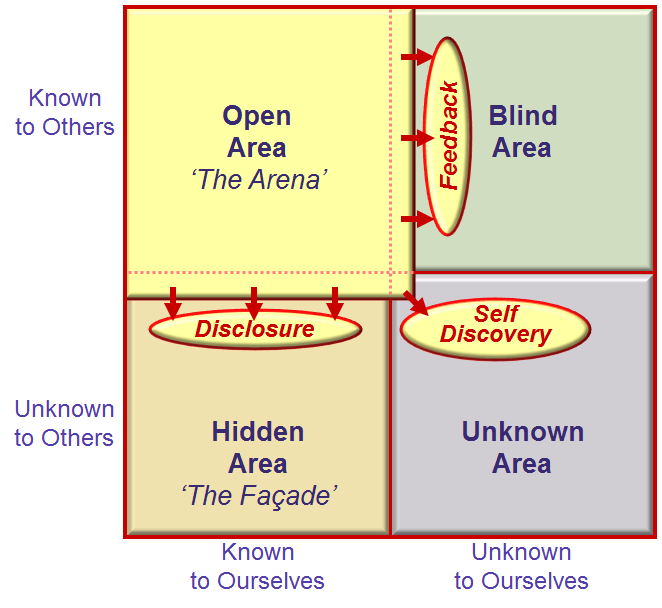 Known
to Others
Open
Area
‘The Arena’
Feedback
Blind
Area
Disclosure
Self
Discovery
Unknown
to Others
Hidden
Area
‘The Façade’
Unknown
Area
Known
to Ourselves
Unknown
to Ourselves